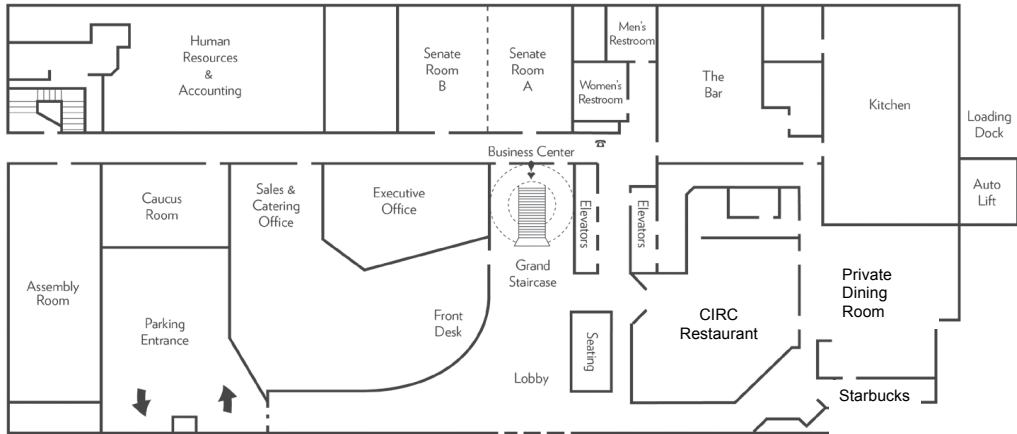 Human
Resources
&
Accounting
Senate
Room
B
Senate
Room
A
Men's
Restroom
Women's
Restroom
The
Bar
Kitchen
Loading
Dock
Auto
Lift
Business Center
Caucus
Room
Sales &
Catering
Office
Executive
Office
Elevators
Elevators
Grand
Staircase
Assembly
Room
Parking
Entrance
Front
Desk
Seating
Lobby
CIRC
Restaurant
Private
Dining
Room
Starbucks